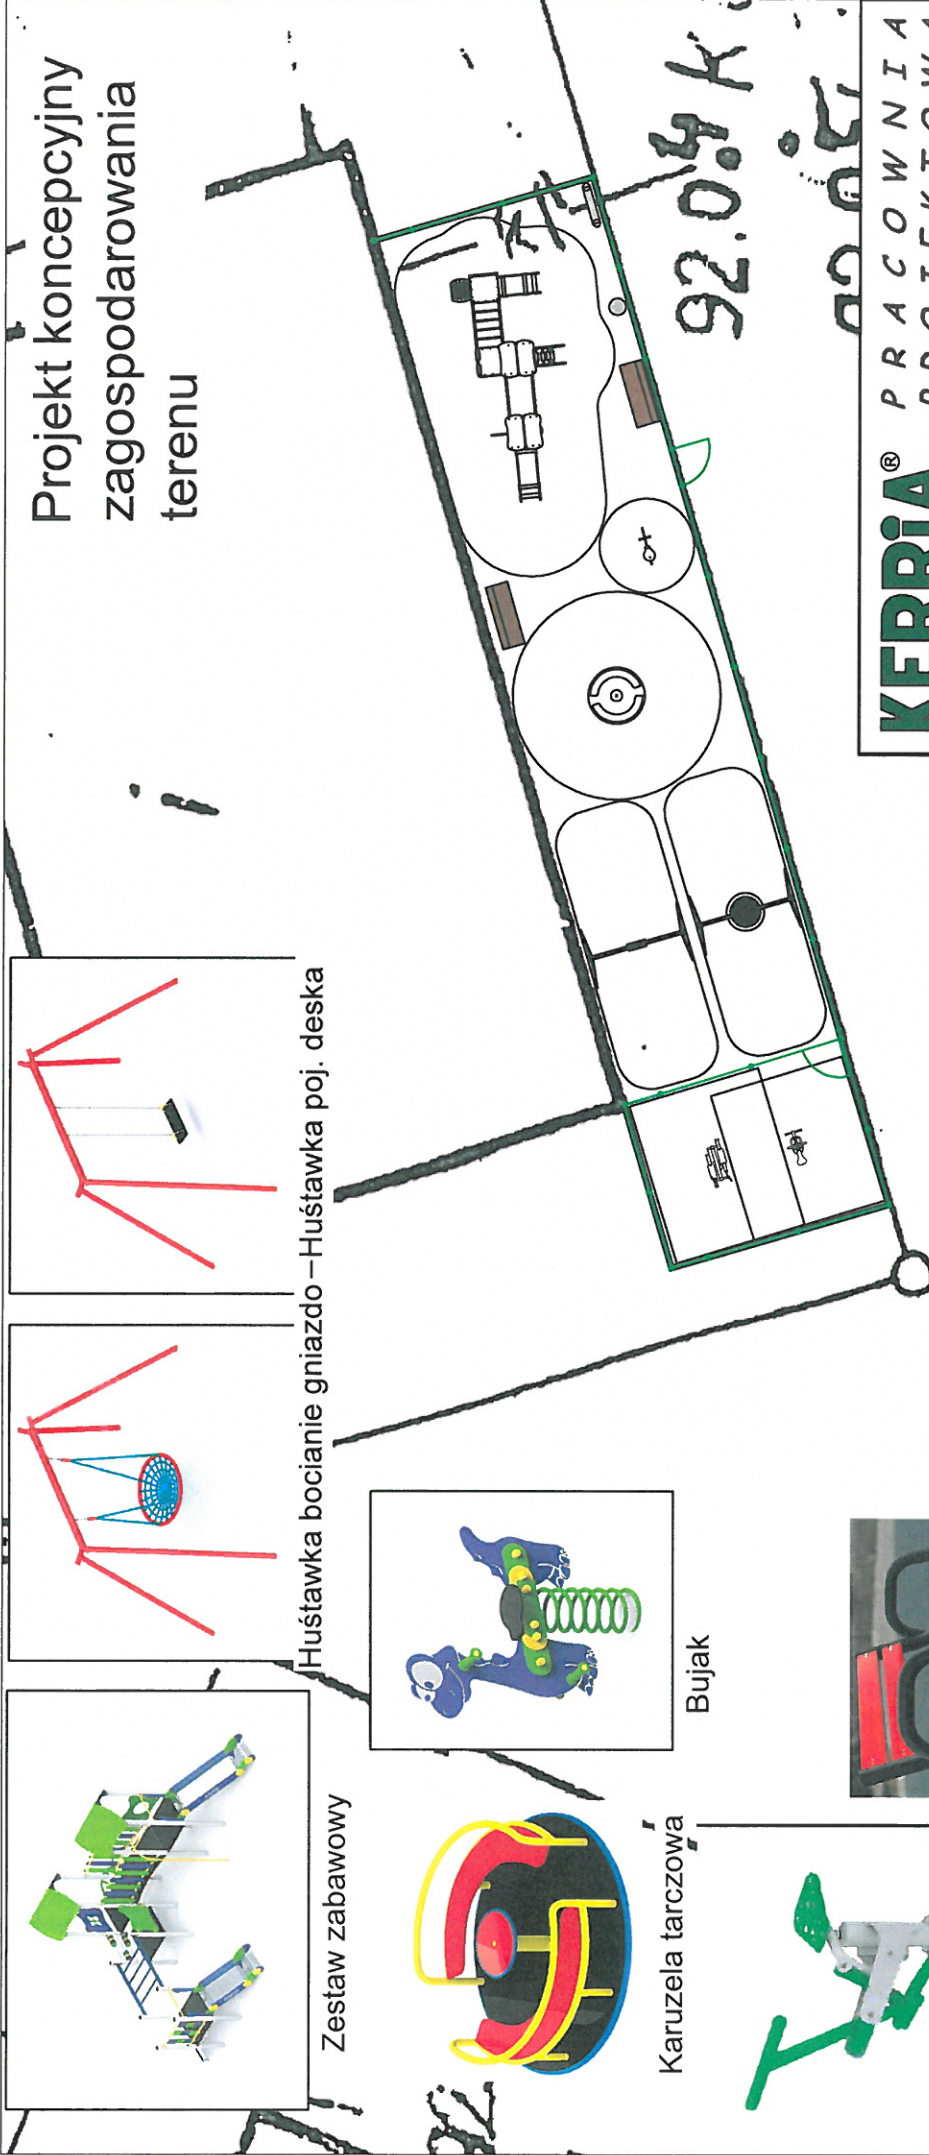 Projekt koncepcyjny
zagospodarowania
terenu
Huśtawka bocianie gniazdo – Huśtawka poj. deska
Zestaw zabawowy
Bujak
Karuzela tarczowa
92.04 K
KERRiA® PRACOWNIA